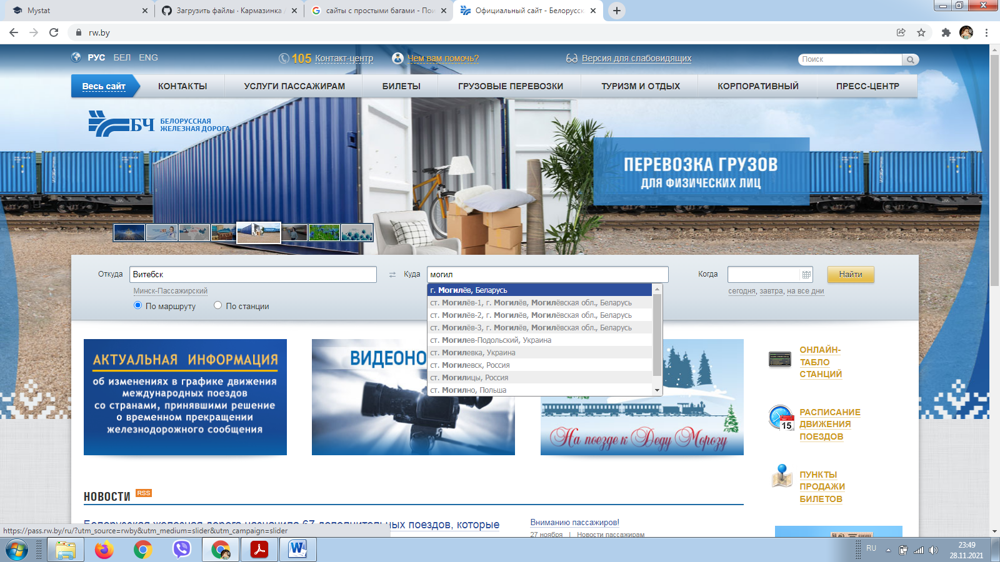 Mystat
Загрузить файлы · Кармазинка
сайты с простыми багами - Пои
Официальный сайт - Белорусск
rw.by
РУС БЕЛ ENG
105 Контакт-центр
Чем вам помочь?
Версия для слабовидящих
Поиск
Весь сайт
КОНТАКТЫ
УСЛУГИ ПАССАЖИРАМ
БИЛЕТЫ
ГРУЗОВЫЕ ПЕРЕВОЗКИ
ТУРИЗМ И ОТДЫХ
КОРПОРАТИВНЫЙ
ПРЕСС-ЦЕНТР
БЧ
БЕЛОРУССКАЯ
ЖЕЛЕЗНАЯ ДОРОГА
ПЕРЕВОЗКА ГРУЗОВ
ДЛЯ ФИЗИЧЕСКИХ ЛИЦ
Откуда Витебск
Куда могил
Когда
Найти
Минск-Пассажирский
сегодня, завтра, на все дни
По маршруту По станции
г. Могилёв, Беларусь
ст. Могилёв-1, г. Могилёв, Могилёвская обл., Беларусь
ст. Могилёв-2, г. Могилёв, Могилёвская обл., Беларусь
ст. Могилёв-3, г. Могилёв, Могилёвская обл., Беларусь
ст. Могилев-Подольский, Украина
ст. Могилевка, Украина
ст. Могилевск, Россия
ст. Могилицы, Россия
ст. Могилно, Польша
АКТУАЛЬНАЯ ИНФОРМАЦИЯ
об изменениях в графике движения
международных поездов
со странами, принявшими решение
о временном прекращении
железнодорожного сообщения
ВИДЕОНО
На поезде к Деду Морозу
ОНЛАЙН-
ТАБЛО
СТАНЦИЙ
15
РАСПИСАНИЕ
ДВИЖЕНИЯ
ПОЕЗДОВ
ПУНКТЫ
ПРОДАЖИ
БИЛЕТОВ
НОВОСТИ RSS
Белорусская железная дорога назначила 67 дополнительных поездов, которые
Вниманию пассажиров!
27 ноября | Новости пассажирам
https://pass.rw.by/ru/?utm_source=rwby&utm_medium=slider&utm_campaign=slider
RU
23:49
28.11.2021